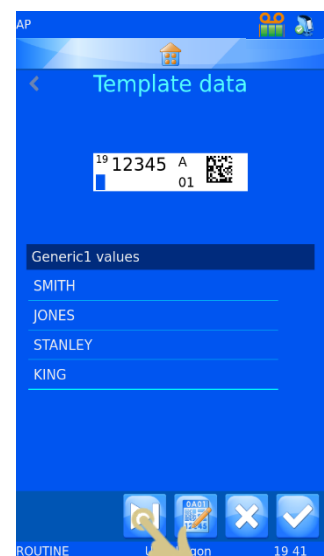 AP
Template data
19 12345 A
01
Generic1 values
SMITH
JONES
STANLEY
KING
ROUTINE
19 41